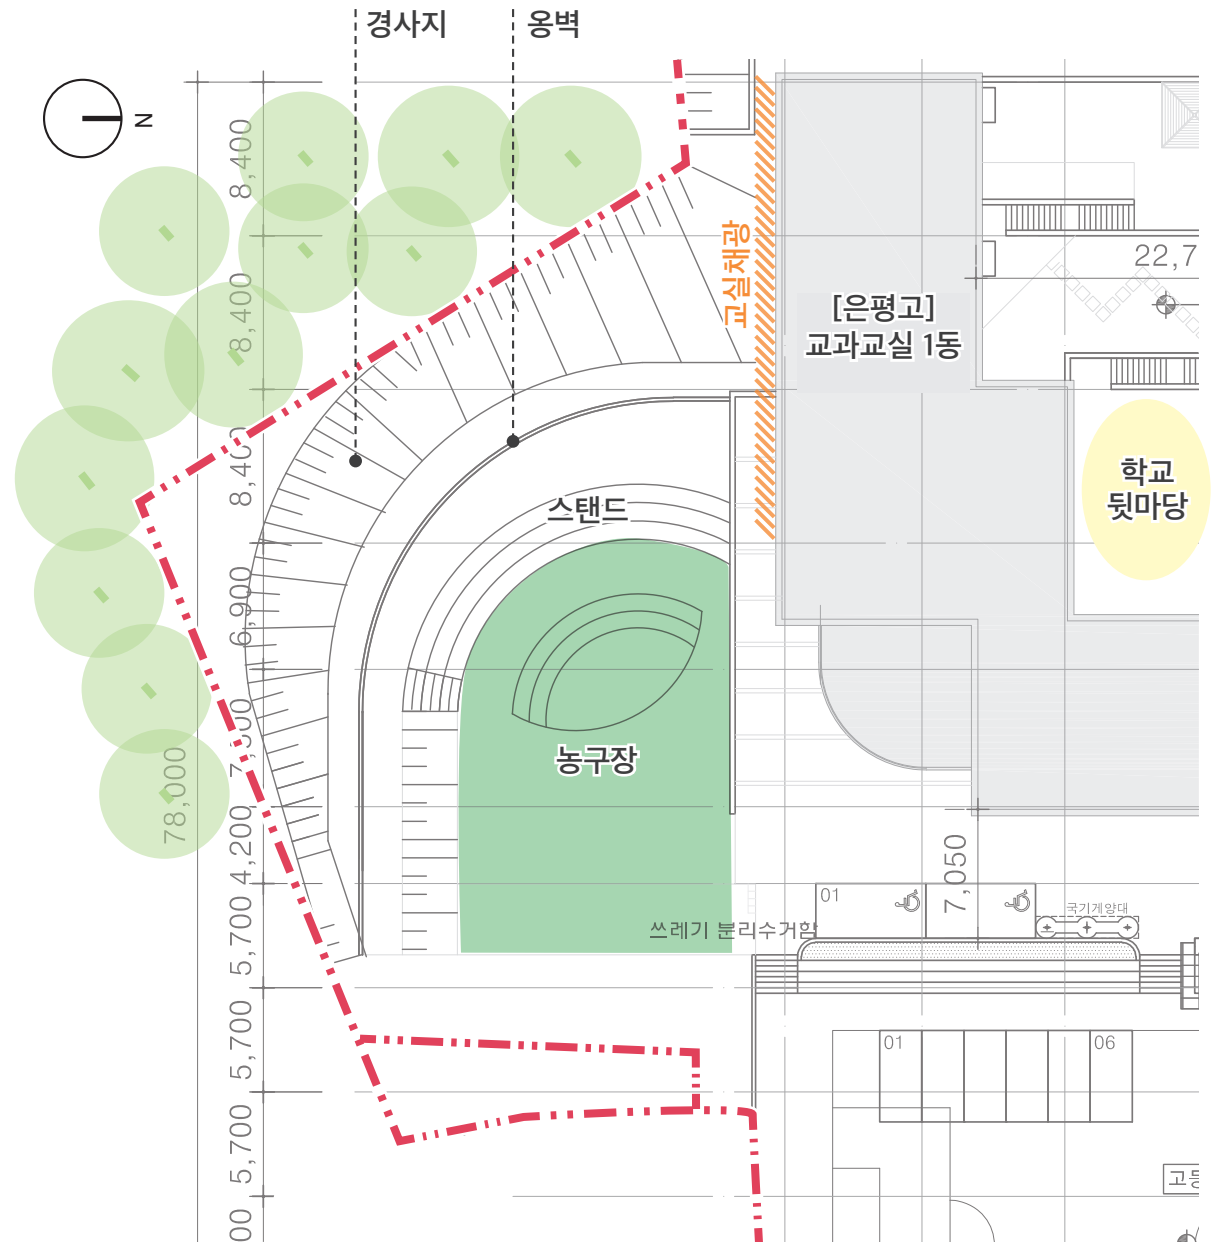 경사지
옹벽
N
8,400
교실채광
22,7
8,400
[은평고]
교과교실 1동
8,400
학교
뒷마당
스탠드
6,900
7,500
농구장
78,000
4,200
7,050
01
국기게양대
5,700
쓰레기 분리수거함
5,700
01
06
5,700
고등
00